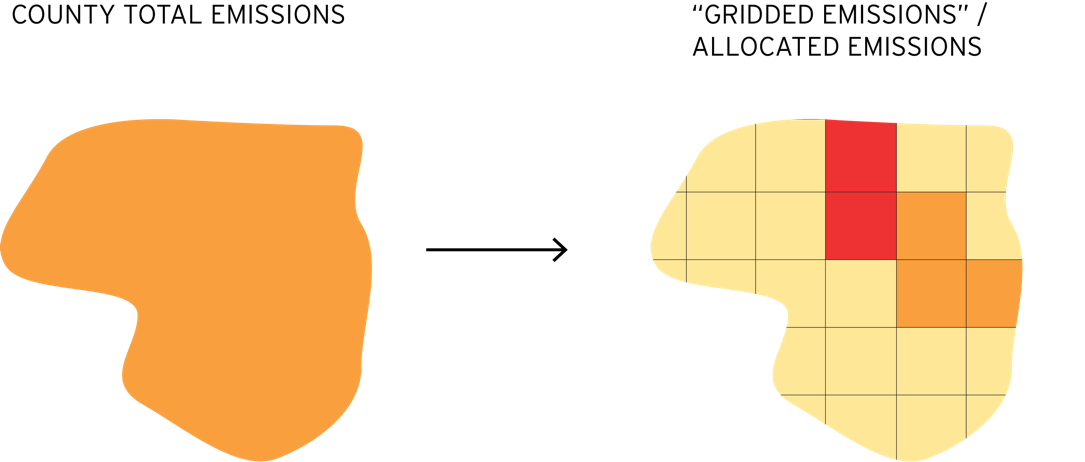 COUNTY TOTAL EMISSIONS
“GRIDDED EMISSIONS” /
ALLOCATED EMISSIONS